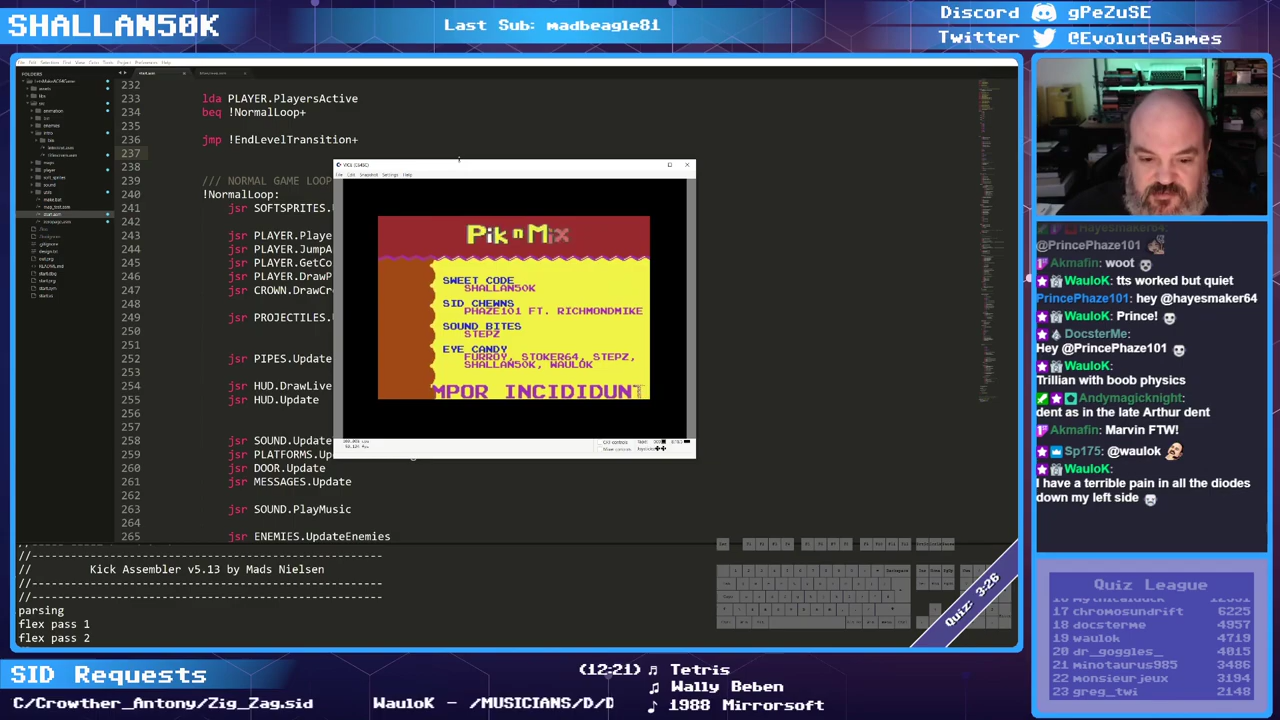 SHALLAN50K
Last Sub: madbeagle81
Discord gPeZuSE
Twitter @EvoluteGames
FOLDERS
232
233 lda PLAYER.PlayersActive
234 beq !NormalLoop+
235
236 jmp !EndLevelTransition+
237
238
239 /// NORMAL GAME LOOP
240 !NormalLoop:
241 jsr SOFTSPRITES.
242
243 jsr PLAYER.Playe
244 jsr PLAYER.JumpA
245 jsr PLAYER.GetCo
246 jsr PLAYER.DrawP
247 jsr CROWN.DrawCr
248
249 jsr PROJECTILES.
251
252 jsr PIPES.Update
253
254 jsr HUD.DrawLive
255 jsr HUD.Update
256
257
258 jsr SOUND.Update
259 jsr PLATFORMS.Up
260 jsr DOOR.Update
261 jsr MESSAGES.Update
262
263 jsr SOUND.PlayMusic
264
265 jsr ENEMIES.UpdateEnemies
File Edit Snapshot Settings Help
Pik n Mix
SWEET CODE
SHALLAN50K
SID CHEWNS
PHAZE101 FT. RICHMONDMIKE
SOUND BITES
STEPZ
EYE CANDY
FURROY, STOKER64, STEPZ,
SHALLAN50K, WAULOK
MPOR INCIDIDUNT
//----------------------------------------------------
// Kick Assembler v5.13 by Mads Nielsen
//----------------------------------------------------
parsing
flex pass 1
flex pass 2
Quiz: 3:26
Hayesmaker64:
@PrincePhaze101
Akmafin: woot
WauloK: tts worked but quiet
PrincePhaze101: hey @hayesmaker64
WauloK: Prince!
DocsterMe:
Hey @PrincePhaze101
WauloK:
Trillian with boob physics
Andymagicknight:
dent as in the late Arthur dent
Akmafin: Marvin FTW!
Sp175: @waulok
WauloK:
I have a terrible pain in all the diodes
down my left side
Quiz League
17 chromosundrift 6225
18 docsterme 4957
19 waulok 4719
20 dr_goggles_ 4015
21 minotaurus985 3486
22 monsieurjeux 3194
23 greg_twi 2148
SID Requests
C/Crowther_Antony/Zig_Zag.sid WauloK - /MUSICIANS/D/D
(12:21) Tetris
Wally Beben
1988 Mirrorsoft